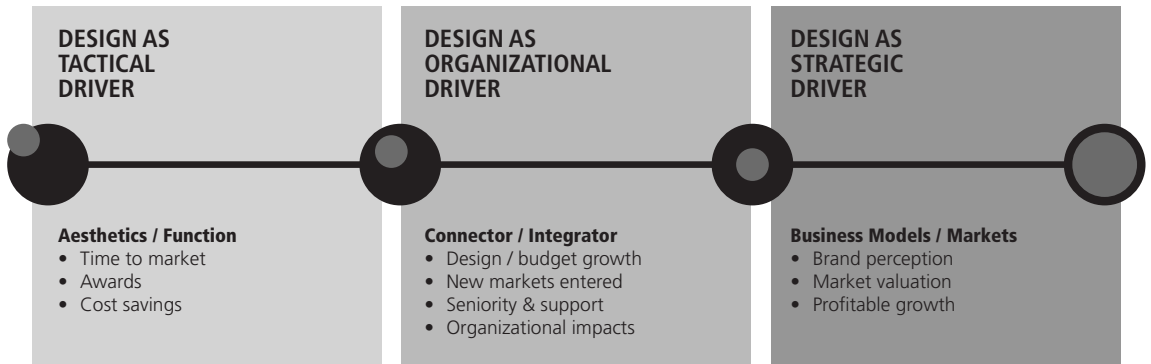 DESIGN AS
TACTICAL
DRIVER
Aesthetics / Function
• Time to market
• Awards
• Cost savings
DESIGN AS
ORGANIZATIONAL
DRIVER
Connector / Integrator
• Design / budget growth
• New markets entered
• Seniority & support
• Organizational impacts
DESIGN AS
STRATEGIC
DRIVER
Business Models / Markets
• Brand perception
• Market valuation
• Profitable growth